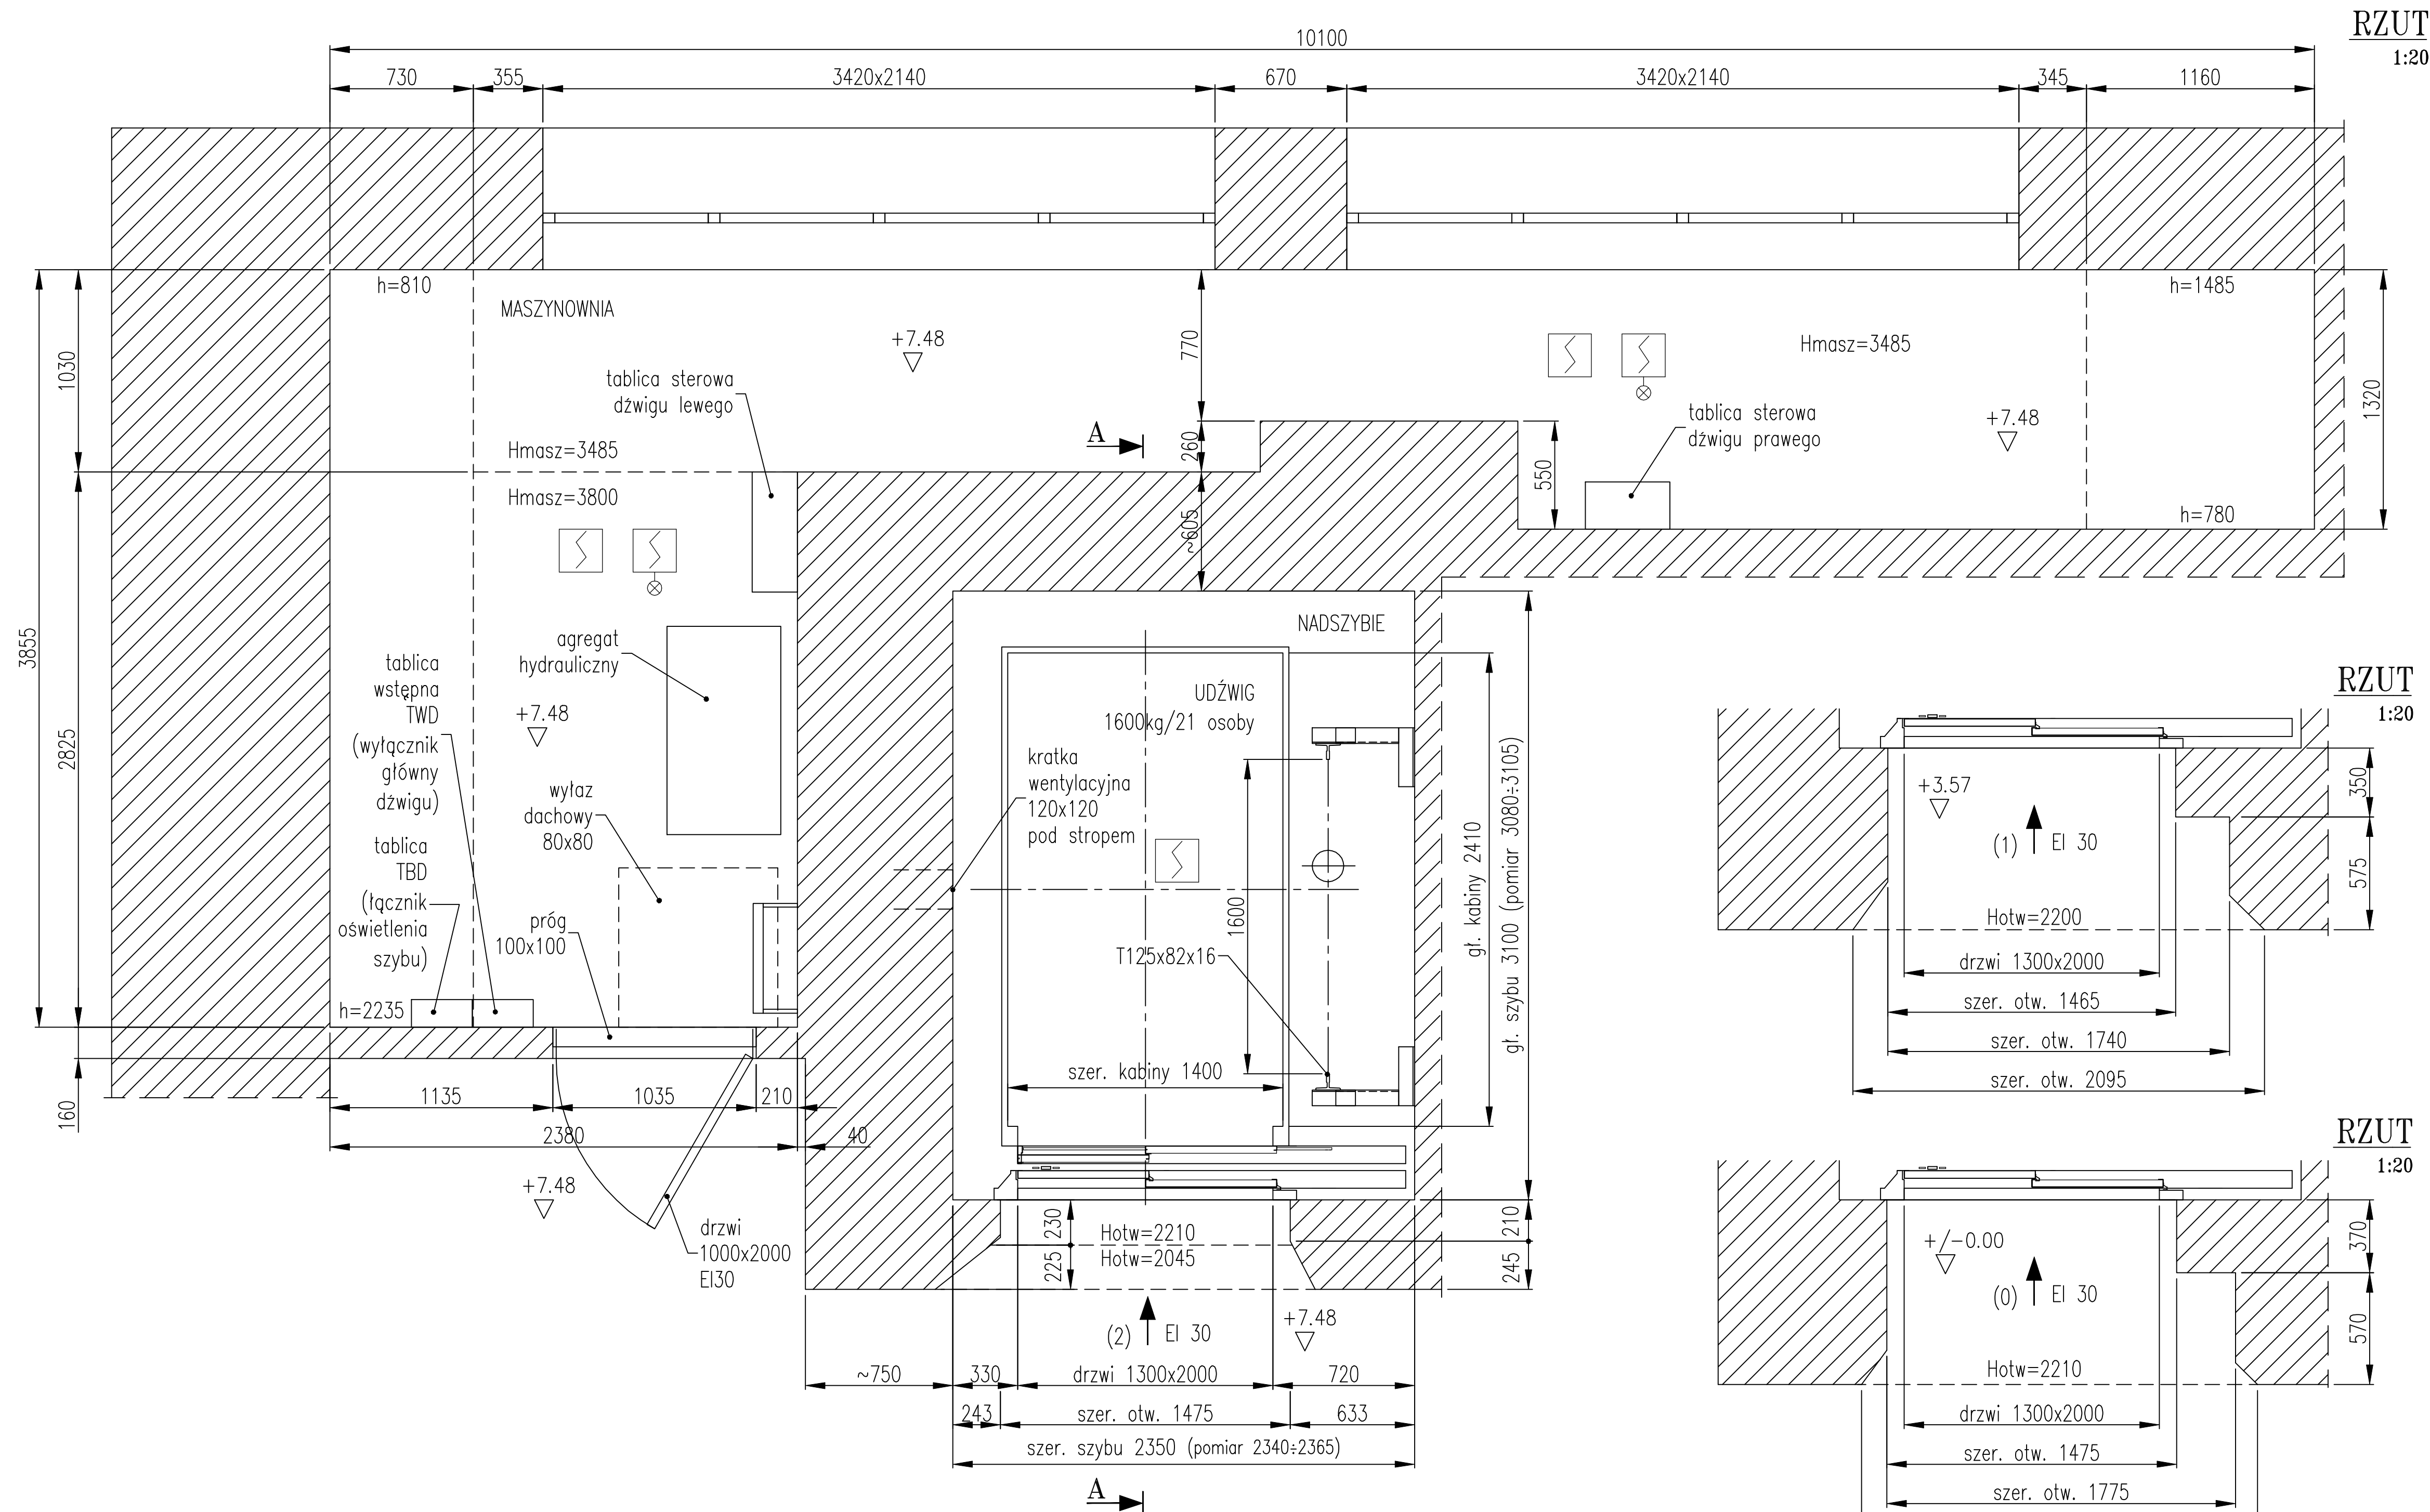 RZUT
1:20
10100
730
355
3420x2140
670
3420x2140
345
1160
h=810
MASZYNOWNIA
+7.48
tablica sterowa
dźwigu lewego
Hmasz=3485
Hmasz=3800
770
260
~605
A
550
Hmasz=3485
h=1485
+7.48
tablica sterowa
dźwigu prawego
h=780
1320
3855
1030
2825
160
agregat
hydrauliczny
tablica
wstępna
TWD
(wyłącznik
główny
dźwigu)
+7.48
wyłaz
dachowy
80x80
tablica
TBD
(łącznik
oświetlenia
szybu)
próg
100x100
h=2235
1135
1035
210
2380
40
+7.48
drzwi
1000x2000
EI30
NADSZYBIE
UDŹWIG
1600kg/21 osoby
kratka
wentylacyjna
120x120
pod stropem
1600
T125x82x16
szer. kabiny 1400
gł. kabiny 2410
gł. szybu 3100 (pomiar 3080÷3105)
230
225
Hotw=2210
Hotw=2045
210
245
(2)
EI 30
+7.48
~750
330
drzwi 1300x2000
720
243
szer. otw. 1475
633
szer. szybu 2350 (pomiar 2340÷2365)
A
RZUT
1:20
+3.57
(1)
EI 30
350
575
Hotw=2200
drzwi 1300x2000
szer. otw. 1465
szer. otw. 1740
szer. otw. 2095
RZUT
1:20
+/-0.00
(0)
EI 30
370
570
Hotw=2210
drzwi 1300x2000
szer. otw. 1475
szer. otw. 1775